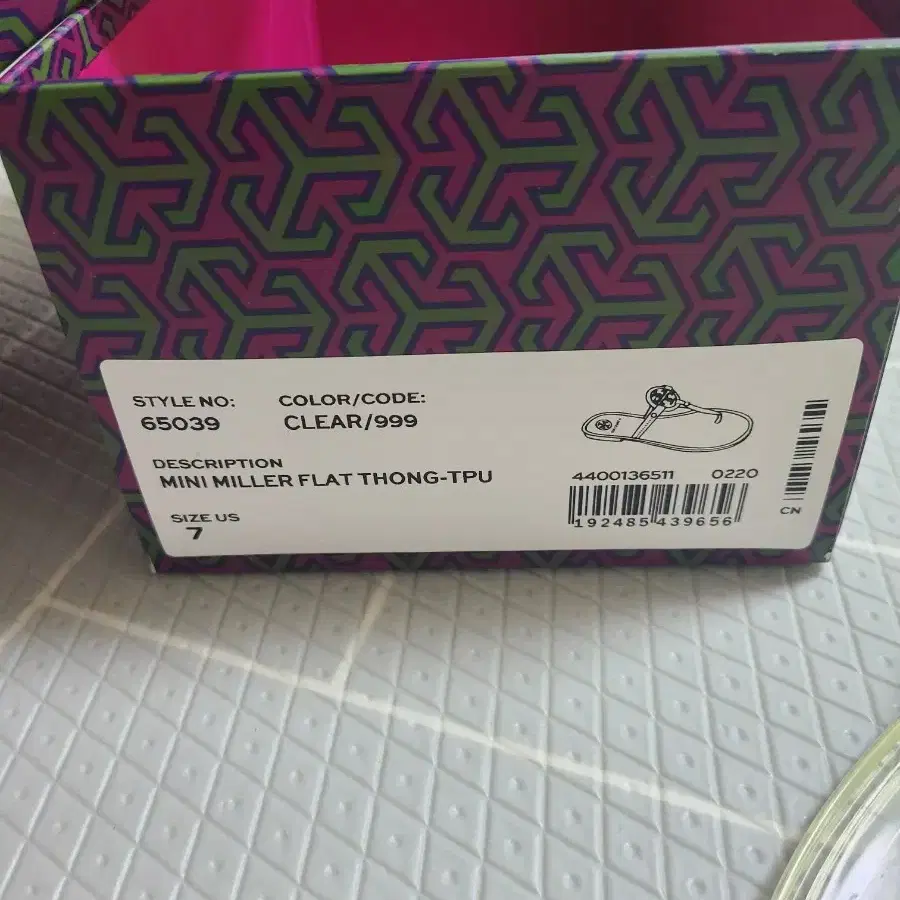 STYLE NO: COLOR/CODE:
65039 CLEAR/999
DESCRIPTION
MINI MILLER FLAT THONG-TPU
SIZE US
7
4400136511 0220
192485 439656
CN